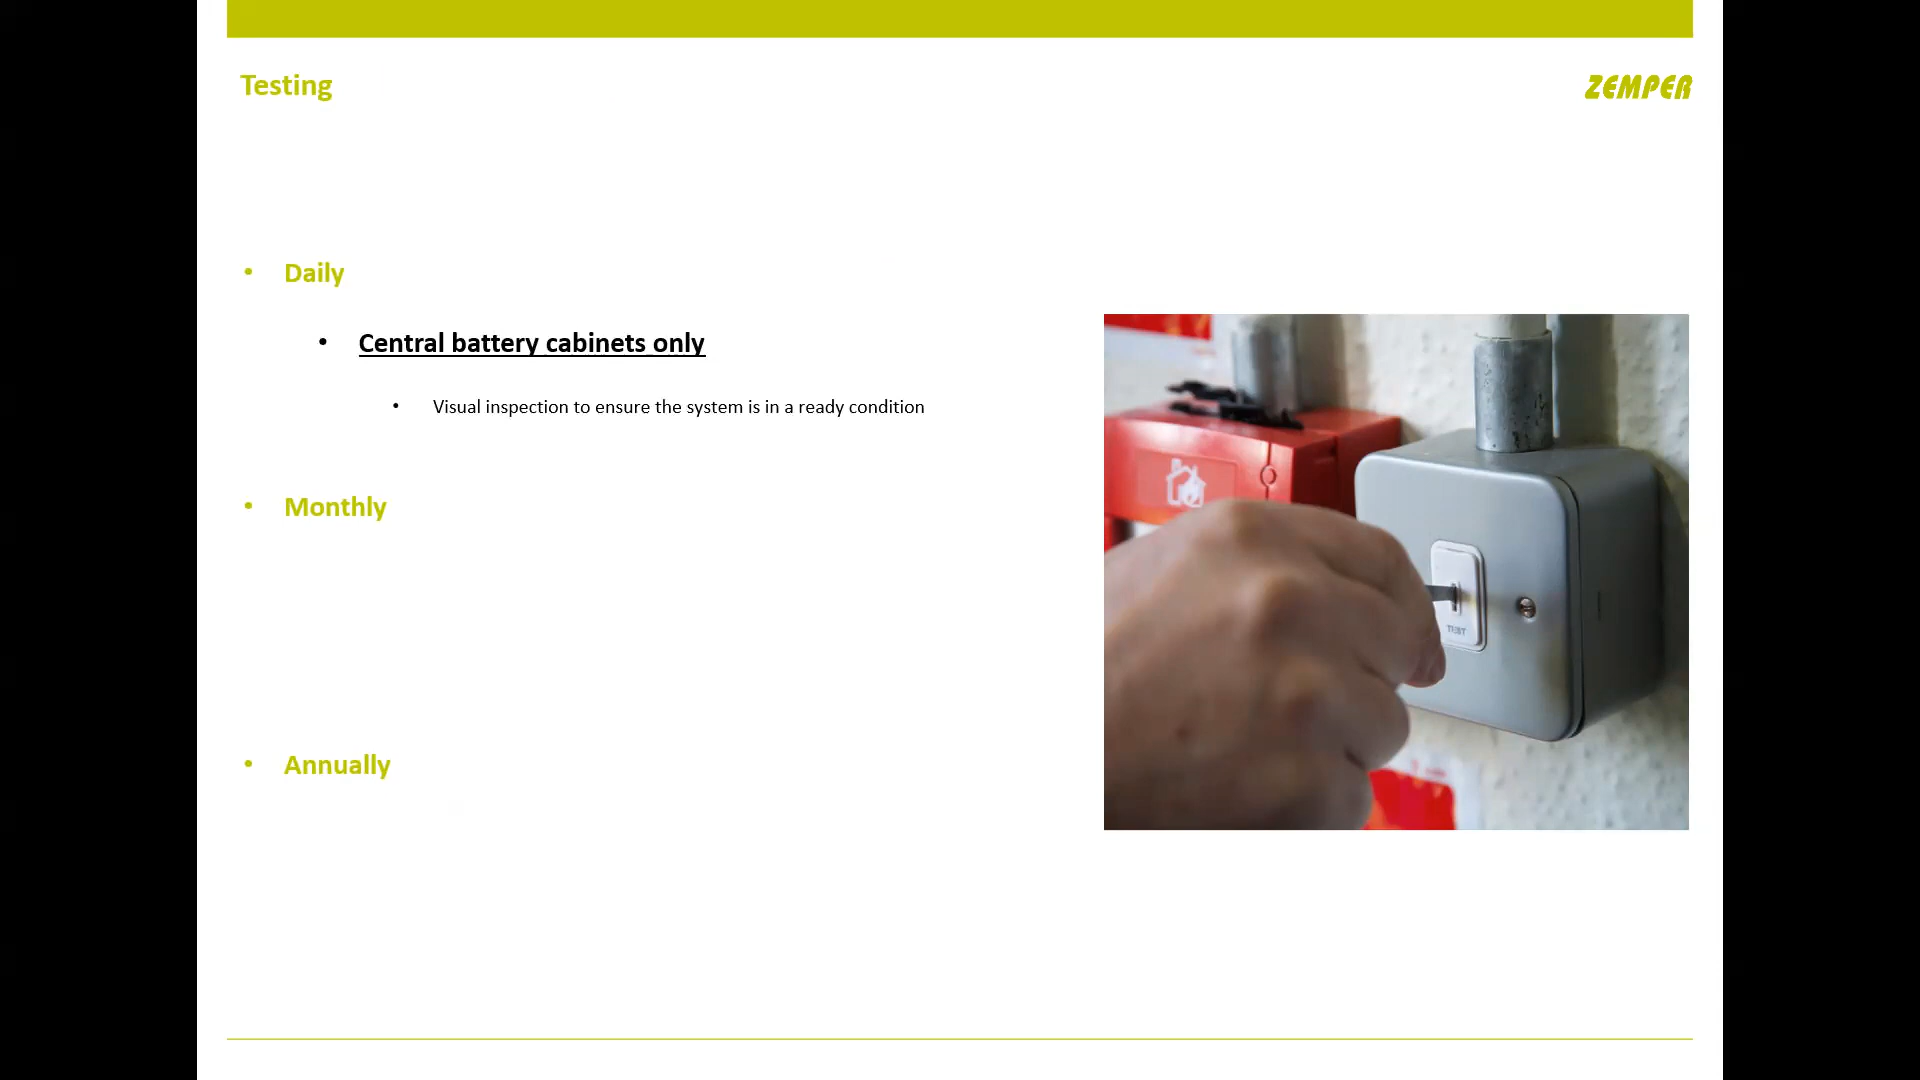 Testing
ZEMPER
• Daily
• Central battery cabinets only
• Visual inspection to ensure the system is in a ready condition
• Monthly
TEST
• Annually